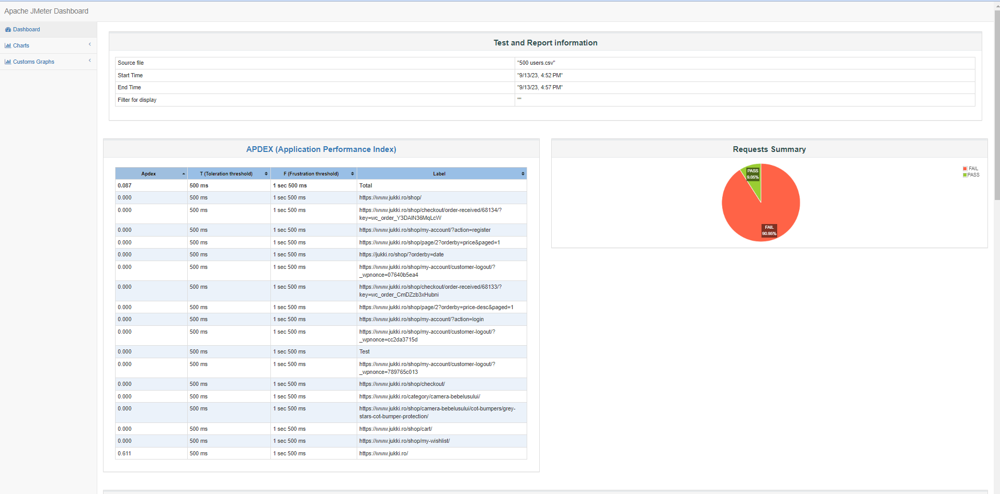 Apache JMeter Dashboard
Dashboard
Charts
Customs Graphs
Test and Report information
Source file "500 users.csv"
Start Time "9/13/23, 4:52 PM"
End Time "9/13/23, 4:57 PM"
Filter for display ""
APDEX (Application Performance Index)
Apdex T (Toleration threshold) F (Frustration threshold) Label
0.087 500 ms 1 sec 500 ms Total
0.000 500 ms 1 sec 500 ms https://www.jukki.ro/shop/
0.000 500 ms 1 sec 500 ms https://www.jukki.ro/shop/checkout/order-received/68134/?
key=wc_order_Y3DAIN36MqLcW
0.000 500 ms 1 sec 500 ms https://www.jukki.ro/shop/my-account/?action=register
0.000 500 ms 1 sec 500 ms https://www.jukki.ro/shop/page/2?orderby=price&paged=1
0.000 500 ms 1 sec 500 ms https://jukki.ro/shop/?orderby=date
0.000 500 ms 1 sec 500 ms https://www.jukki.ro/shop/my-account/customer-logout/?
_wpnonce=07640b5ea4
0.000 500 ms 1 sec 500 ms https://www.jukki.ro/shop/checkout/order-received/68133/?
key=wc_order_CmDZzb3xHubni
0.000 500 ms 1 sec 500 ms https://www.jukki.ro/shop/page/2?orderby=price-desc&paged=1
0.000 500 ms 1 sec 500 ms https://www.jukki.ro/shop/my-account/?action=login
0.000 500 ms 1 sec 500 ms https://www.jukki.ro/shop/my-account/customer-logout/?
_wpnonce=cc2da3715d
0.000 500 ms 1 sec 500 ms Test
0.000 500 ms 1 sec 500 ms https://www.jukki.ro/shop/my-account/customer-logout/?
_wpnonce=789765c013
0.000 500 ms 1 sec 500 ms https://www.jukki.ro/shop/checkout/
0.000 500 ms 1 sec 500 ms https://www.jukki.ro/category/camera-bebelusului/
0.000 500 ms 1 sec 500 ms https://www.jukki.ro/shop/camera-bebelusului/cot-bumpers/grey-
stars-cot-bumper-protection/
0.000 500 ms 1 sec 500 ms https://www.jukki.ro/shop/cart/
0.000 500 ms 1 sec 500 ms https://www.jukki.ro/shop/my-wishlist/
0.611 500 ms 1 sec 500 ms https://www.jukki.ro/
Requests Summary
FAIL
PASS
PASS
9.05%
FAIL
90.95%